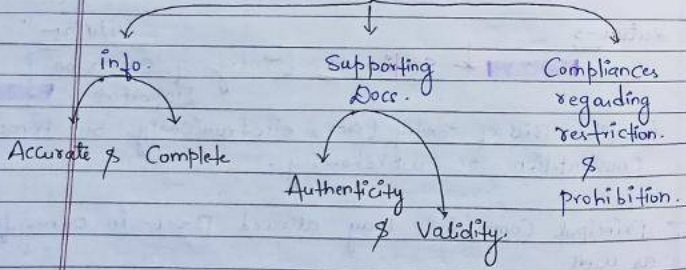 info.
Accurate & Complete
Supporting
Docs.
Authenticity
& Validity.
Compliances
regarding
restriction.
&
prohibition.